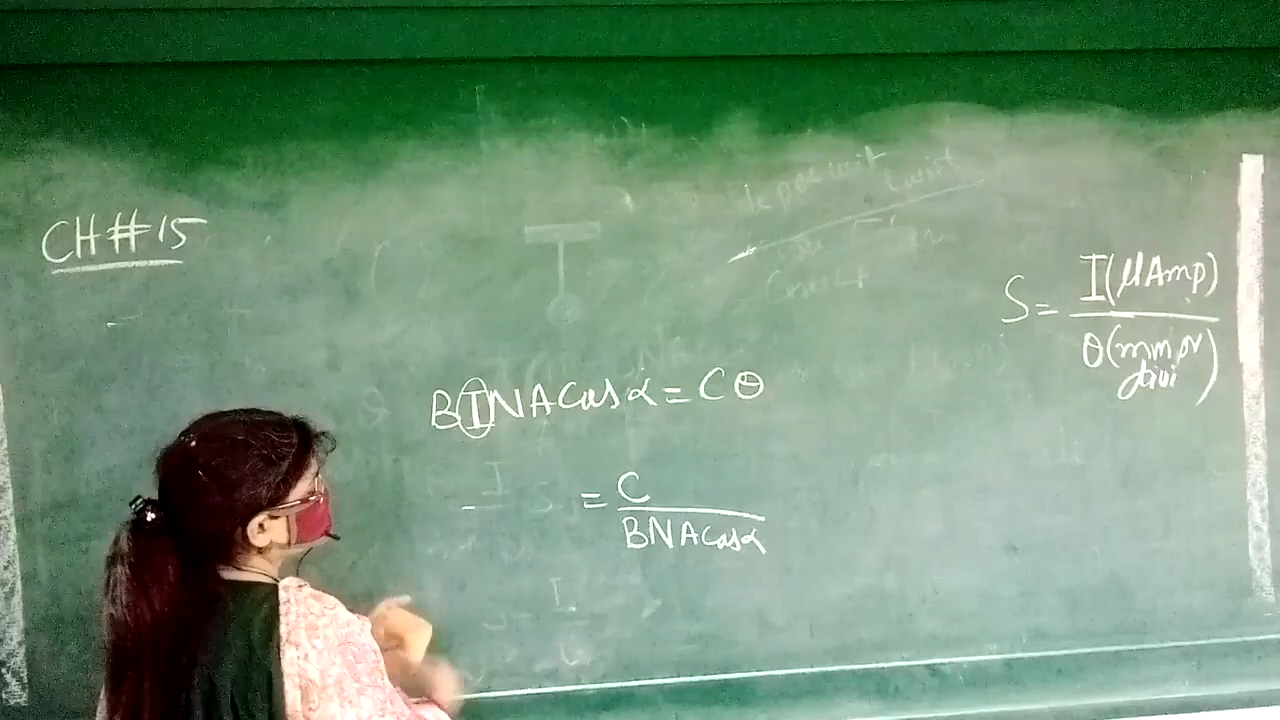 CH#15
S = I(μAmp) / θ(mm or divi)
BINACosα = Cθ
= C / BNACosα